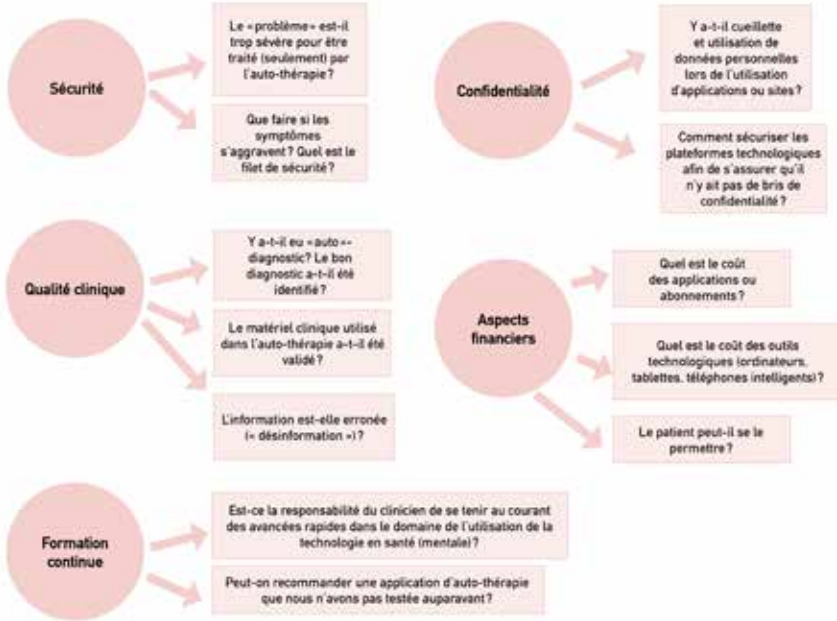 Sécurité
Le «problème» est-il
trop sévère pour être
traité (seulement) par
l'auto-thérapie?
Que faire si les
symptômes
s'aggravent? Quel est le
filet de sécurité?
Confidentialité
Y a-t-il cueillette
et utilisation de
données personnelles
lors de l'utilisation
d'applications ou sites?
Comment sécuriser les
plateformes technologiques
afin de s'assurer qu'il
n'y ait pas de bris de
confidentialité?
Qualité clinique
Y a-t-il eu «auto»-
diagnostic? Le bon
diagnostic a-t-il été
identifié?
Le matériel clinique utilisé
dans l'auto-thérapie a-t-il été
validé?
L'information est-elle erronée
(« désinformation »)?
Aspects
financiers
Quel est le coût
des applications ou
abonnements?
Quel est le coût des outils
technologiques (ordinateurs,
tablettes, téléphones intelligents)?
Le patient peut-il se le
permettre?
Formation
continue
Est-ce la responsabilité du clinicien de se tenir au courant
des avancées rapides dans le domaine de l'utilisation de la
technologie en santé (mentale)?
Peut-on recommander une application d'auto-thérapie
que nous n'avons pas testée auparavant?